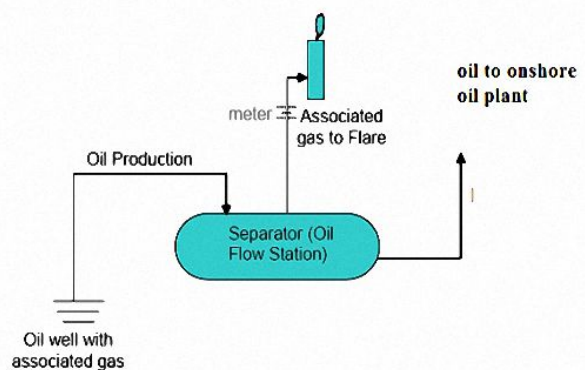 oil to onshore
oil plant
meter
Associated
gas to Flare
Oil Production
Separator (Oil
Flow Station)
Oil well with
associated gas